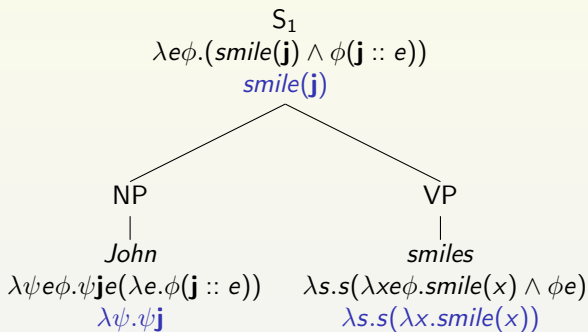 S₁
λeϕ.(smile(j) ∧ ϕ(j :: e))
smile(j)
NP VP
John smiles
λψeϕ.ψje(λe.ϕ(j :: e)) λs.s(λxeϕ.smile(x) ∧ ϕe)
λψ.ψj λs.s(λx.smile(x))